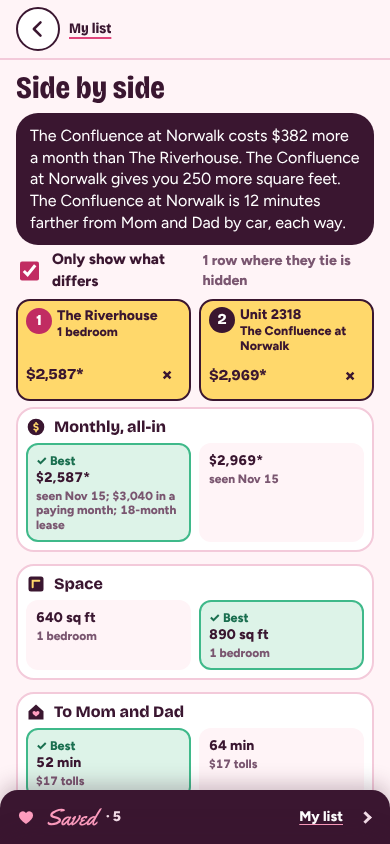 My list
Side by side
The Confluence at Norwalk costs $382 more
a month than The Riverhouse. The Confluence
at Norwalk gives you 250 more square feet.
The Confluence at Norwalk is 12 minutes
farther from Mom and Dad by car, each way.
Only show what
differs
1 row where they tie is
hidden
1
The Riverhouse
1 bedroom
$2,587*
×
2
Unit 2318
The Confluence at
Norwalk
$2,969*
×
Monthly, all-in
✓ Best
$2,587*
seen Nov 15; $3,040 in a
paying month; 18-month
lease
$2,969*
seen Nov 15
Space
640 sq ft
1 bedroom
✓ Best
890 sq ft
1 bedroom
To Mom and Dad
✓ Best
52 min
$17 tolls
64 min
$17 tolls
Saved · 5
My list